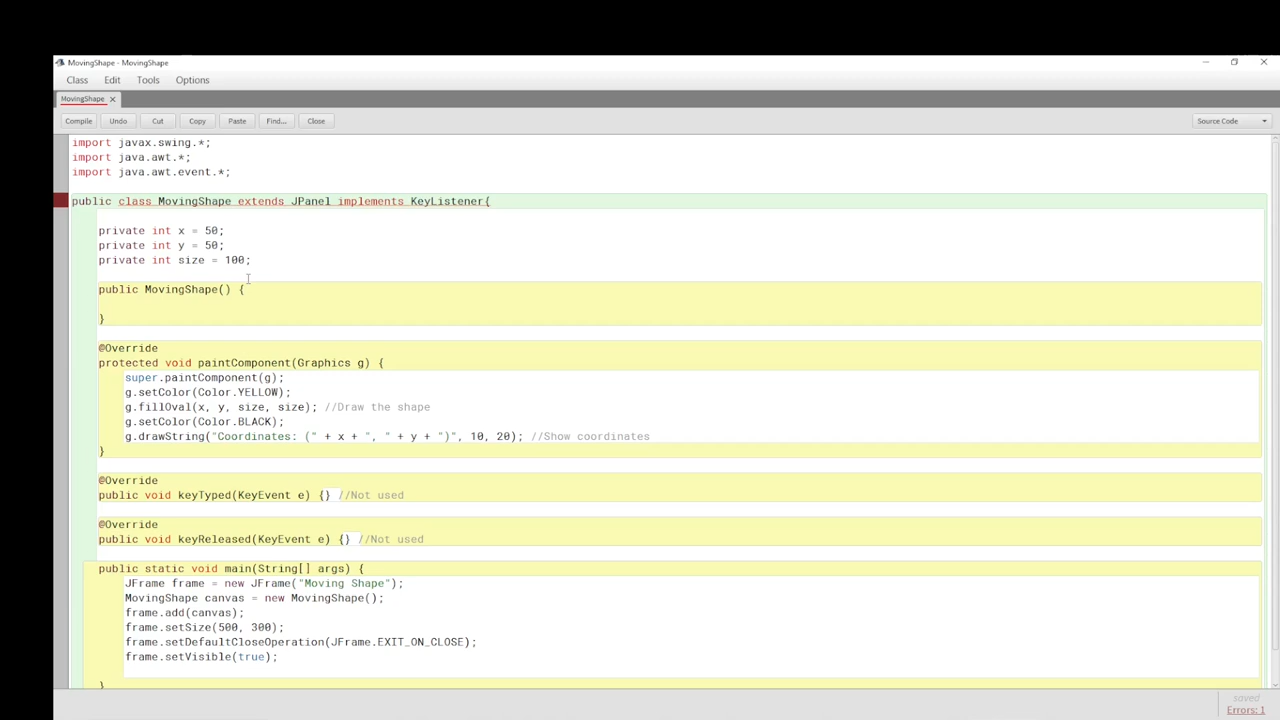 MovingShape - MovingShape
Class Edit Tools Options
MovingShape
Compile Undo Cut Copy Paste Find... Close Source Code
import javax.swing.*;
import java.awt.*;
import java.awt.event.*;
public class MovingShape extends JPanel implements KeyListener{
private int x = 50;
private int y = 50;
private int size = 100;
public MovingShape() {
}
@Override
protected void paintComponent(Graphics g) {
super.paintComponent(g);
g.setColor(Color.YELLOW);
g.fillOval(x, y, size, size); //Draw the shape
g.setColor(Color.BLACK);
g.drawString("Coordinates: (" + x + ", " + y + ")", 10, 20); //Show coordinates
}
@Override
public void keyTyped(KeyEvent e) {} //Not used
@Override
public void keyReleased(KeyEvent e) {} //Not used
public static void main(String[] args) {
JFrame frame = new JFrame("Moving Shape");
MovingShape canvas = new MovingShape();
frame.add(canvas);
frame.setSize(500, 300);
frame.setDefaultCloseOperation(JFrame.EXIT_ON_CLOSE);
frame.setVisible(true);
}
saved
Errors: 1